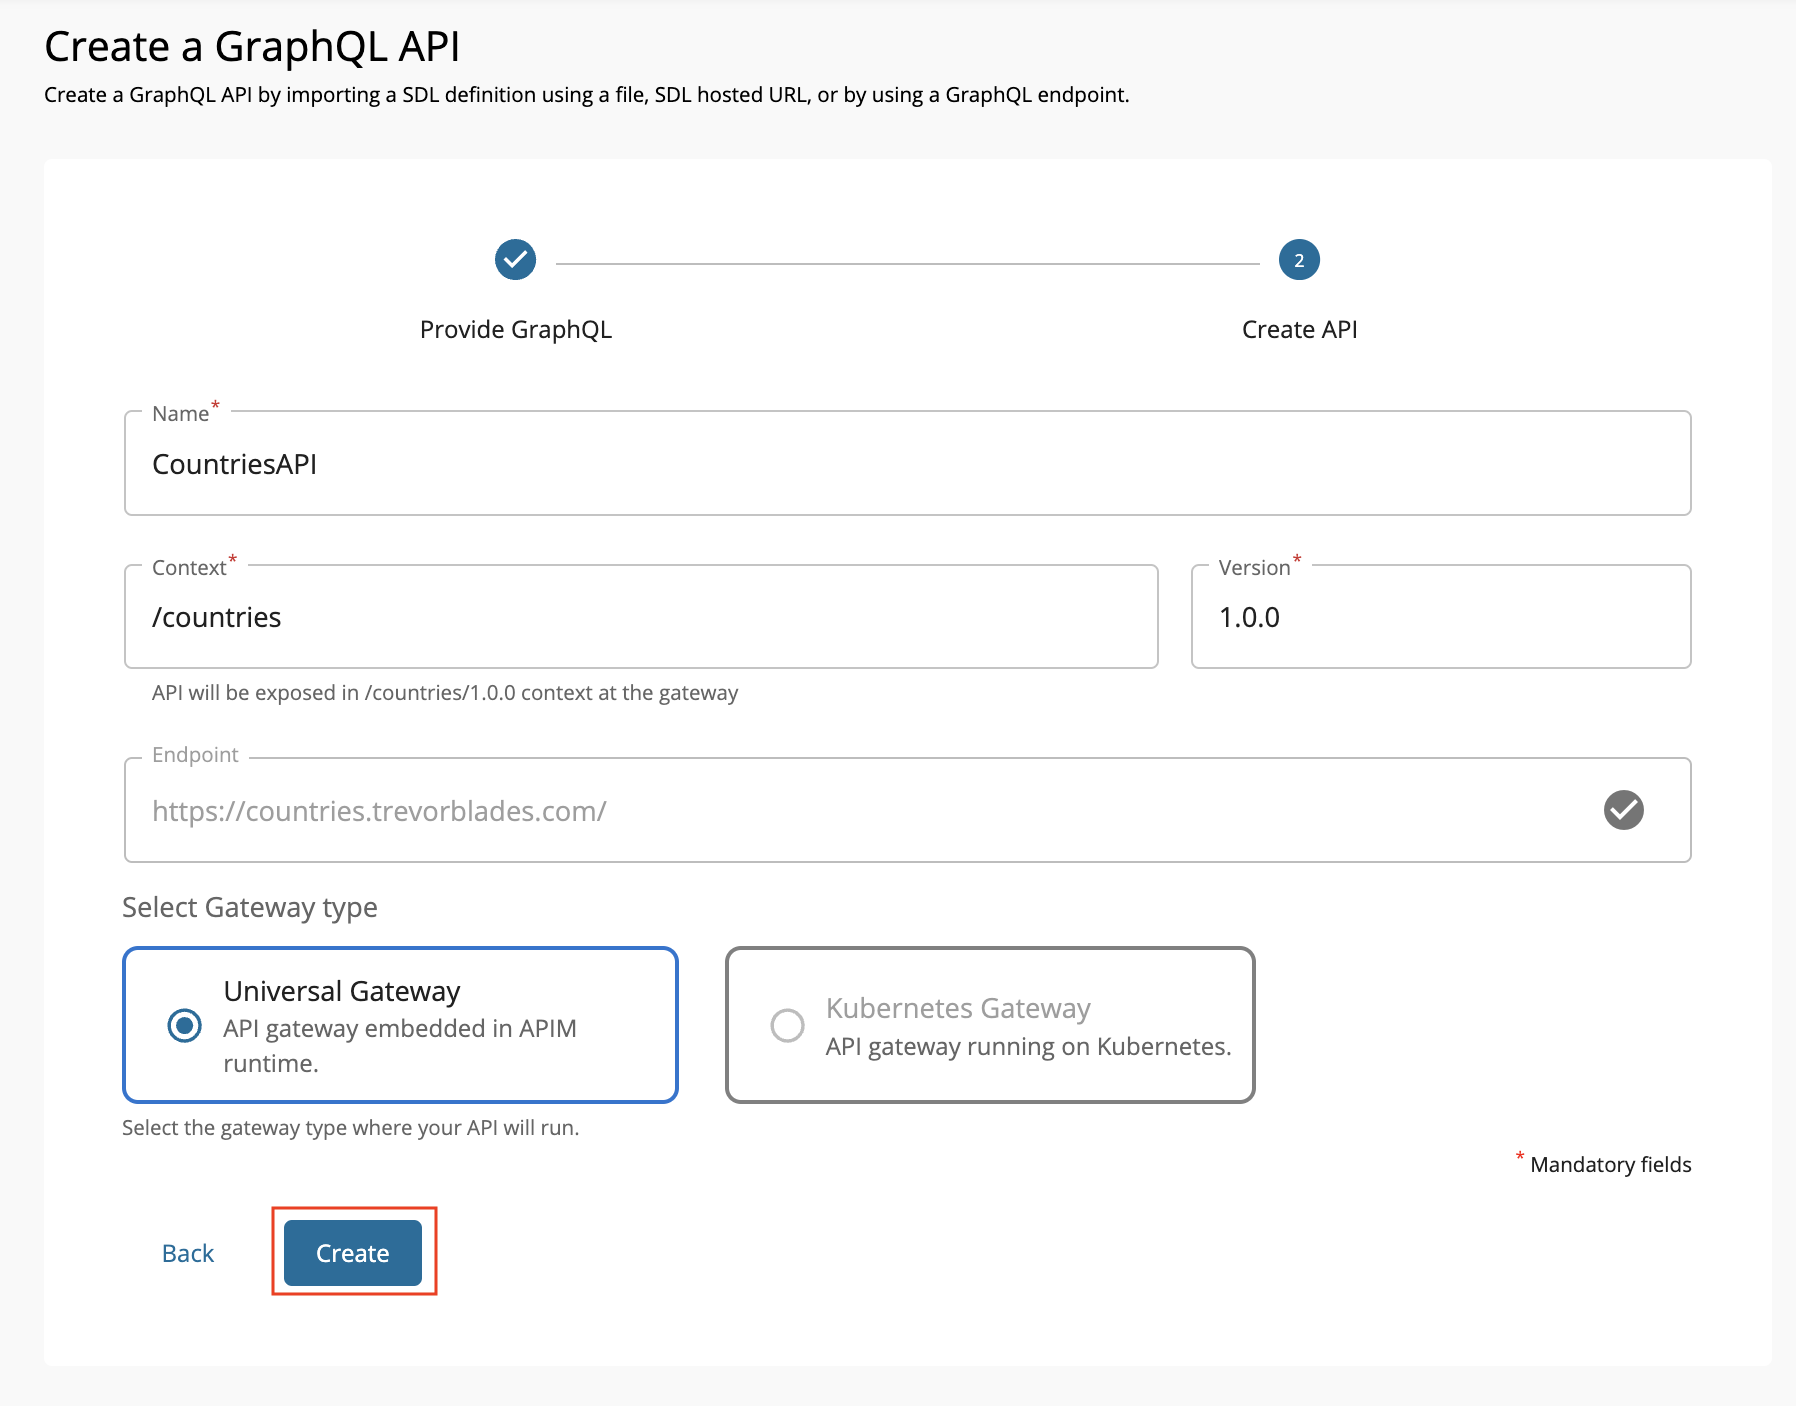 Create a GraphQL API
Create a GraphQL API by importing a SDL definition using a file, SDL hosted URL, or by using a GraphQL endpoint.
2
Provide GraphQL
Create API
Name*
CountriesAPI
Context*
/countries
Version*
1.0.0
API will be exposed in /countries/1.0.0 context at the gateway
Endpoint
https://countries.trevorblades.com/
Select Gateway type
Universal Gateway
API gateway embedded in APIM
runtime.
Kubernetes Gateway
API gateway running on Kubernetes.
Select the gateway type where your API will run.
* Mandatory fields
Back
Create